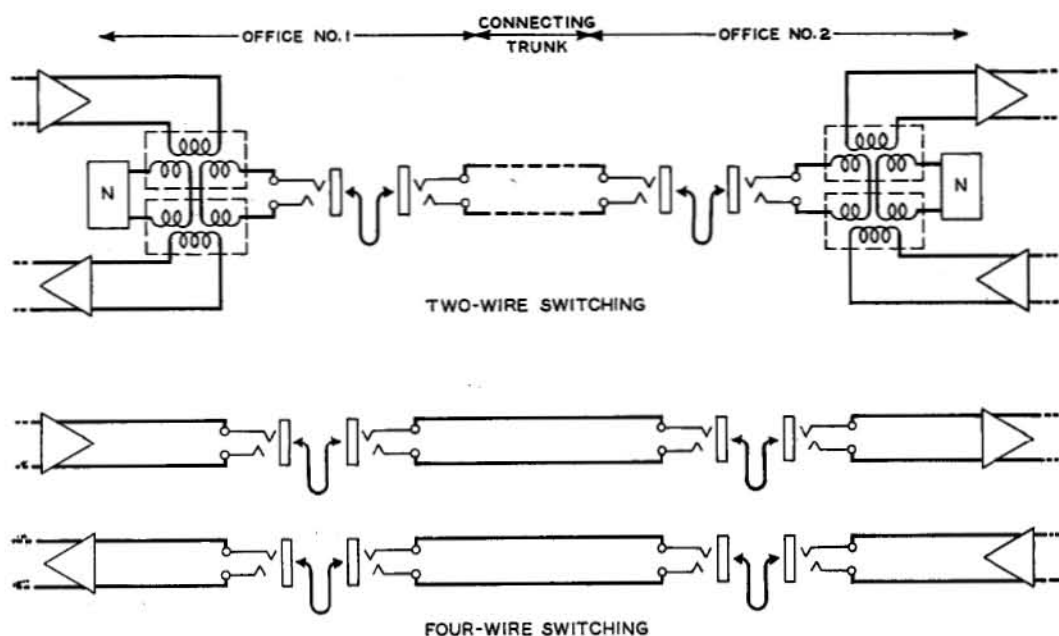 OFFICE NO. 1
CONNECTING
TRUNK
OFFICE NO. 2
N
N
TWO-WIRE SWITCHING
FOUR-WIRE SWITCHING